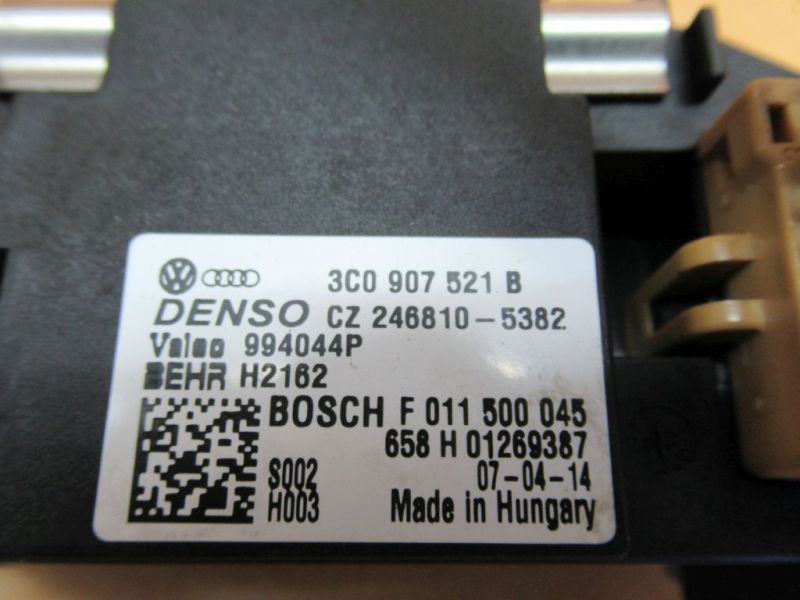 3C0 907 521 B
DENSO CZ 246810-5382
Valeo 994044P
BEHR H2162
BOSCH F 011 500 045
658 H 01269387
S002 07-04-14
H003 Made in Hungary